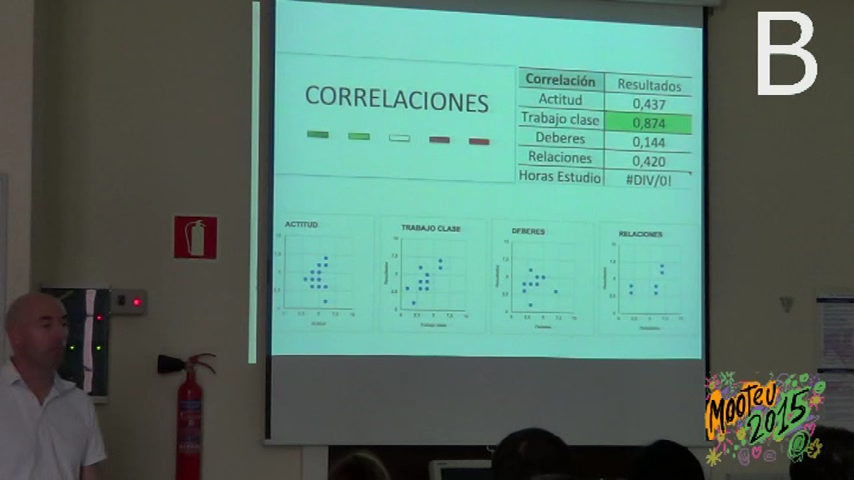 B
CORRELACIONES
Correlación Resultados
Actitud 0,437
Trabajo clase 0,874
Deberes 0,144
Relaciones 0,420
Horas Estudio #DIV/0!
ACTITUD
TRABAJO CLASE
DEBERES
RELACIONES
MOOTEU
2015